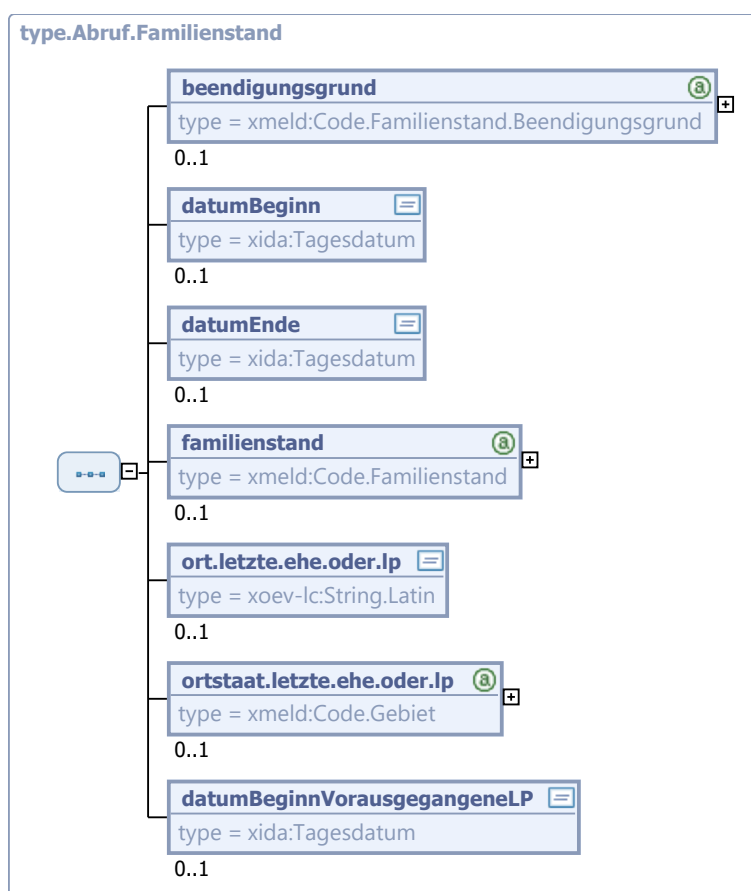 type.Abruf.Familienstand
beendigungsgrund
type = xmeld:Code.Familienstand.Beendigungsgrund
0..1
datumBeginn
type = xida:Tagesdatum
0..1
datumEnde
type = xida:Tagesdatum
0..1
familienstand
type = xmeld:Code.Familienstand
0..1
ort.letzte.ehe.oder.lp
type = xoev-lc:String.Latin
0..1
ortstaat.letzte.ehe.oder.lp
type = xmeld:Code.Gebiet
0..1
datumBeginnVorausgegangeneLP
type = xida:Tagesdatum
0..1